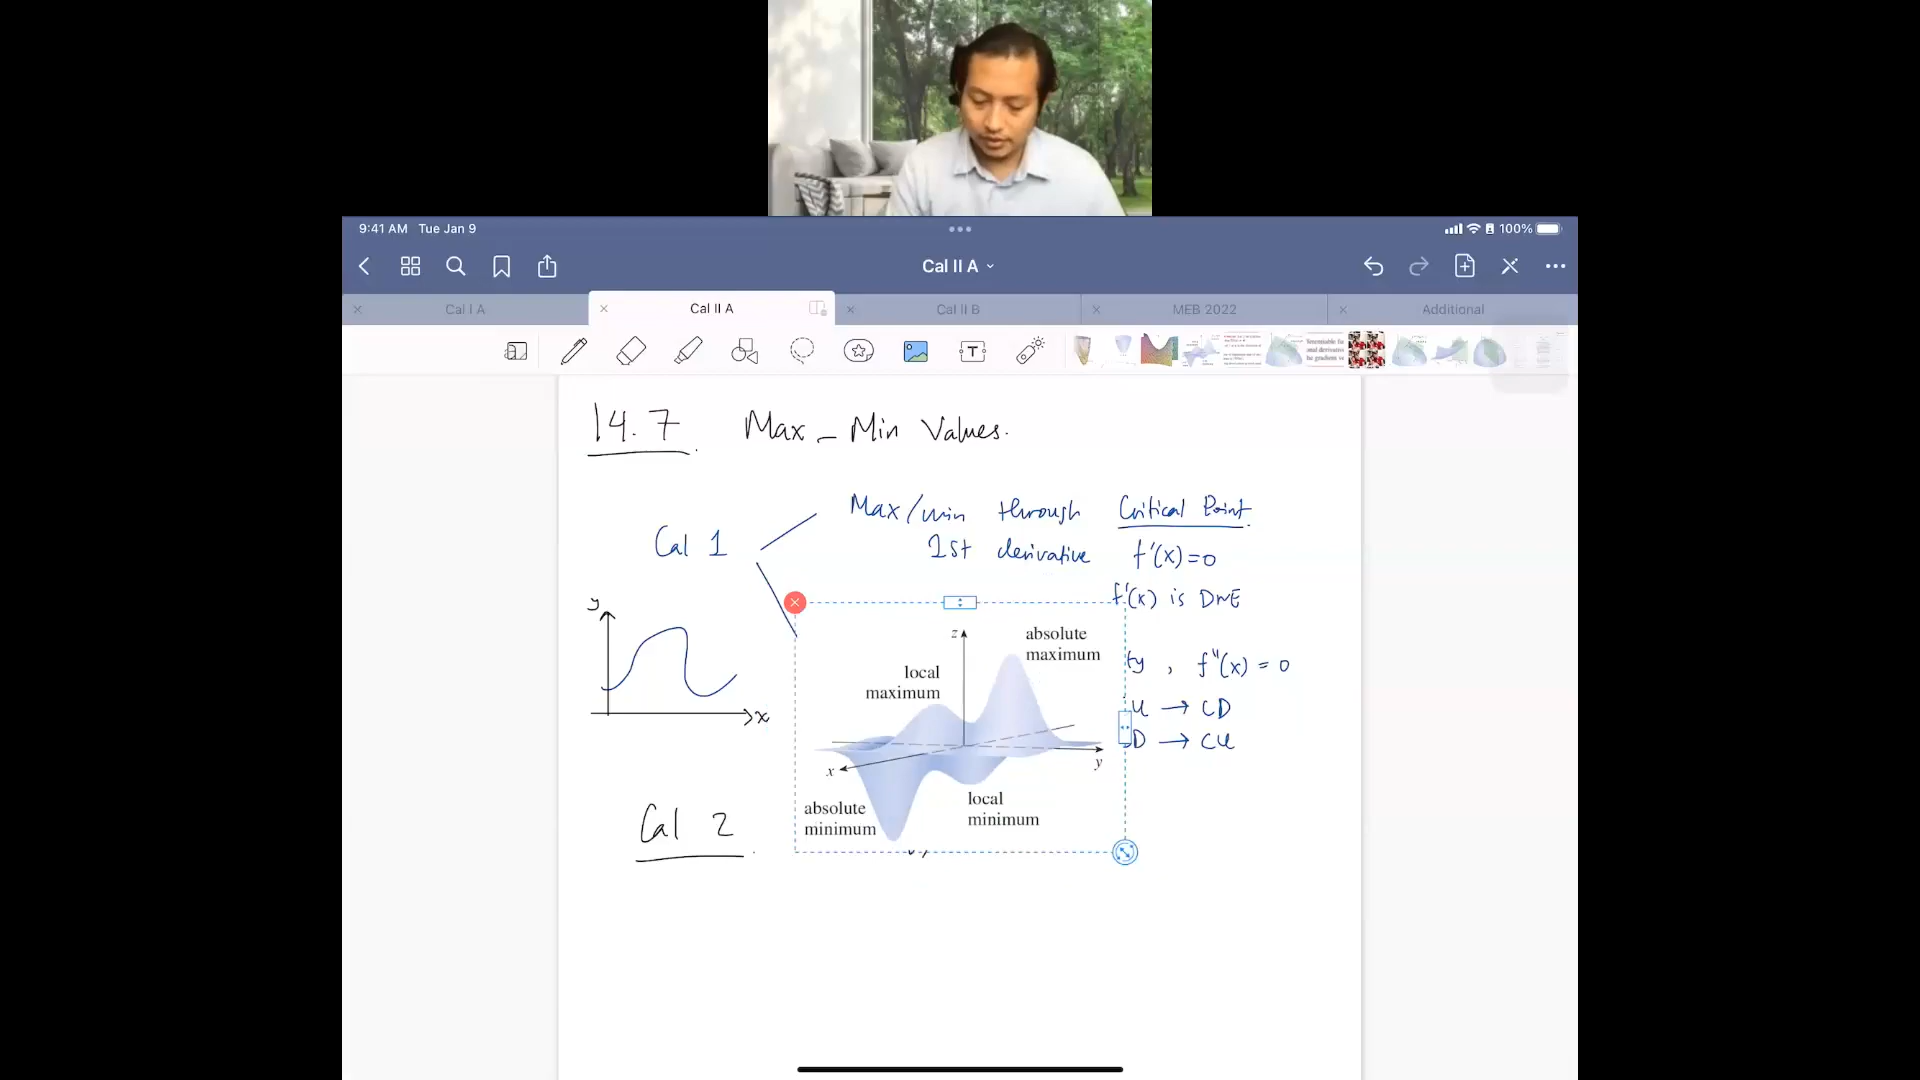 9:41 AM Tue Jan 9
100%
Cal II A
Cal I A
Cal II A
Cal II B
MEB 2022
Additional
T
14.7 Max - Min Values.
Max/min through Critical Point
Cal 1
1st derivative f'(x)=0
f'(x) is DNE
y
z
absolute
maximum
local
maximum
ty , f"(x) = 0
U → CD
x
D → CU
x
y
absolute
minimum
local
minimum
Cal 2